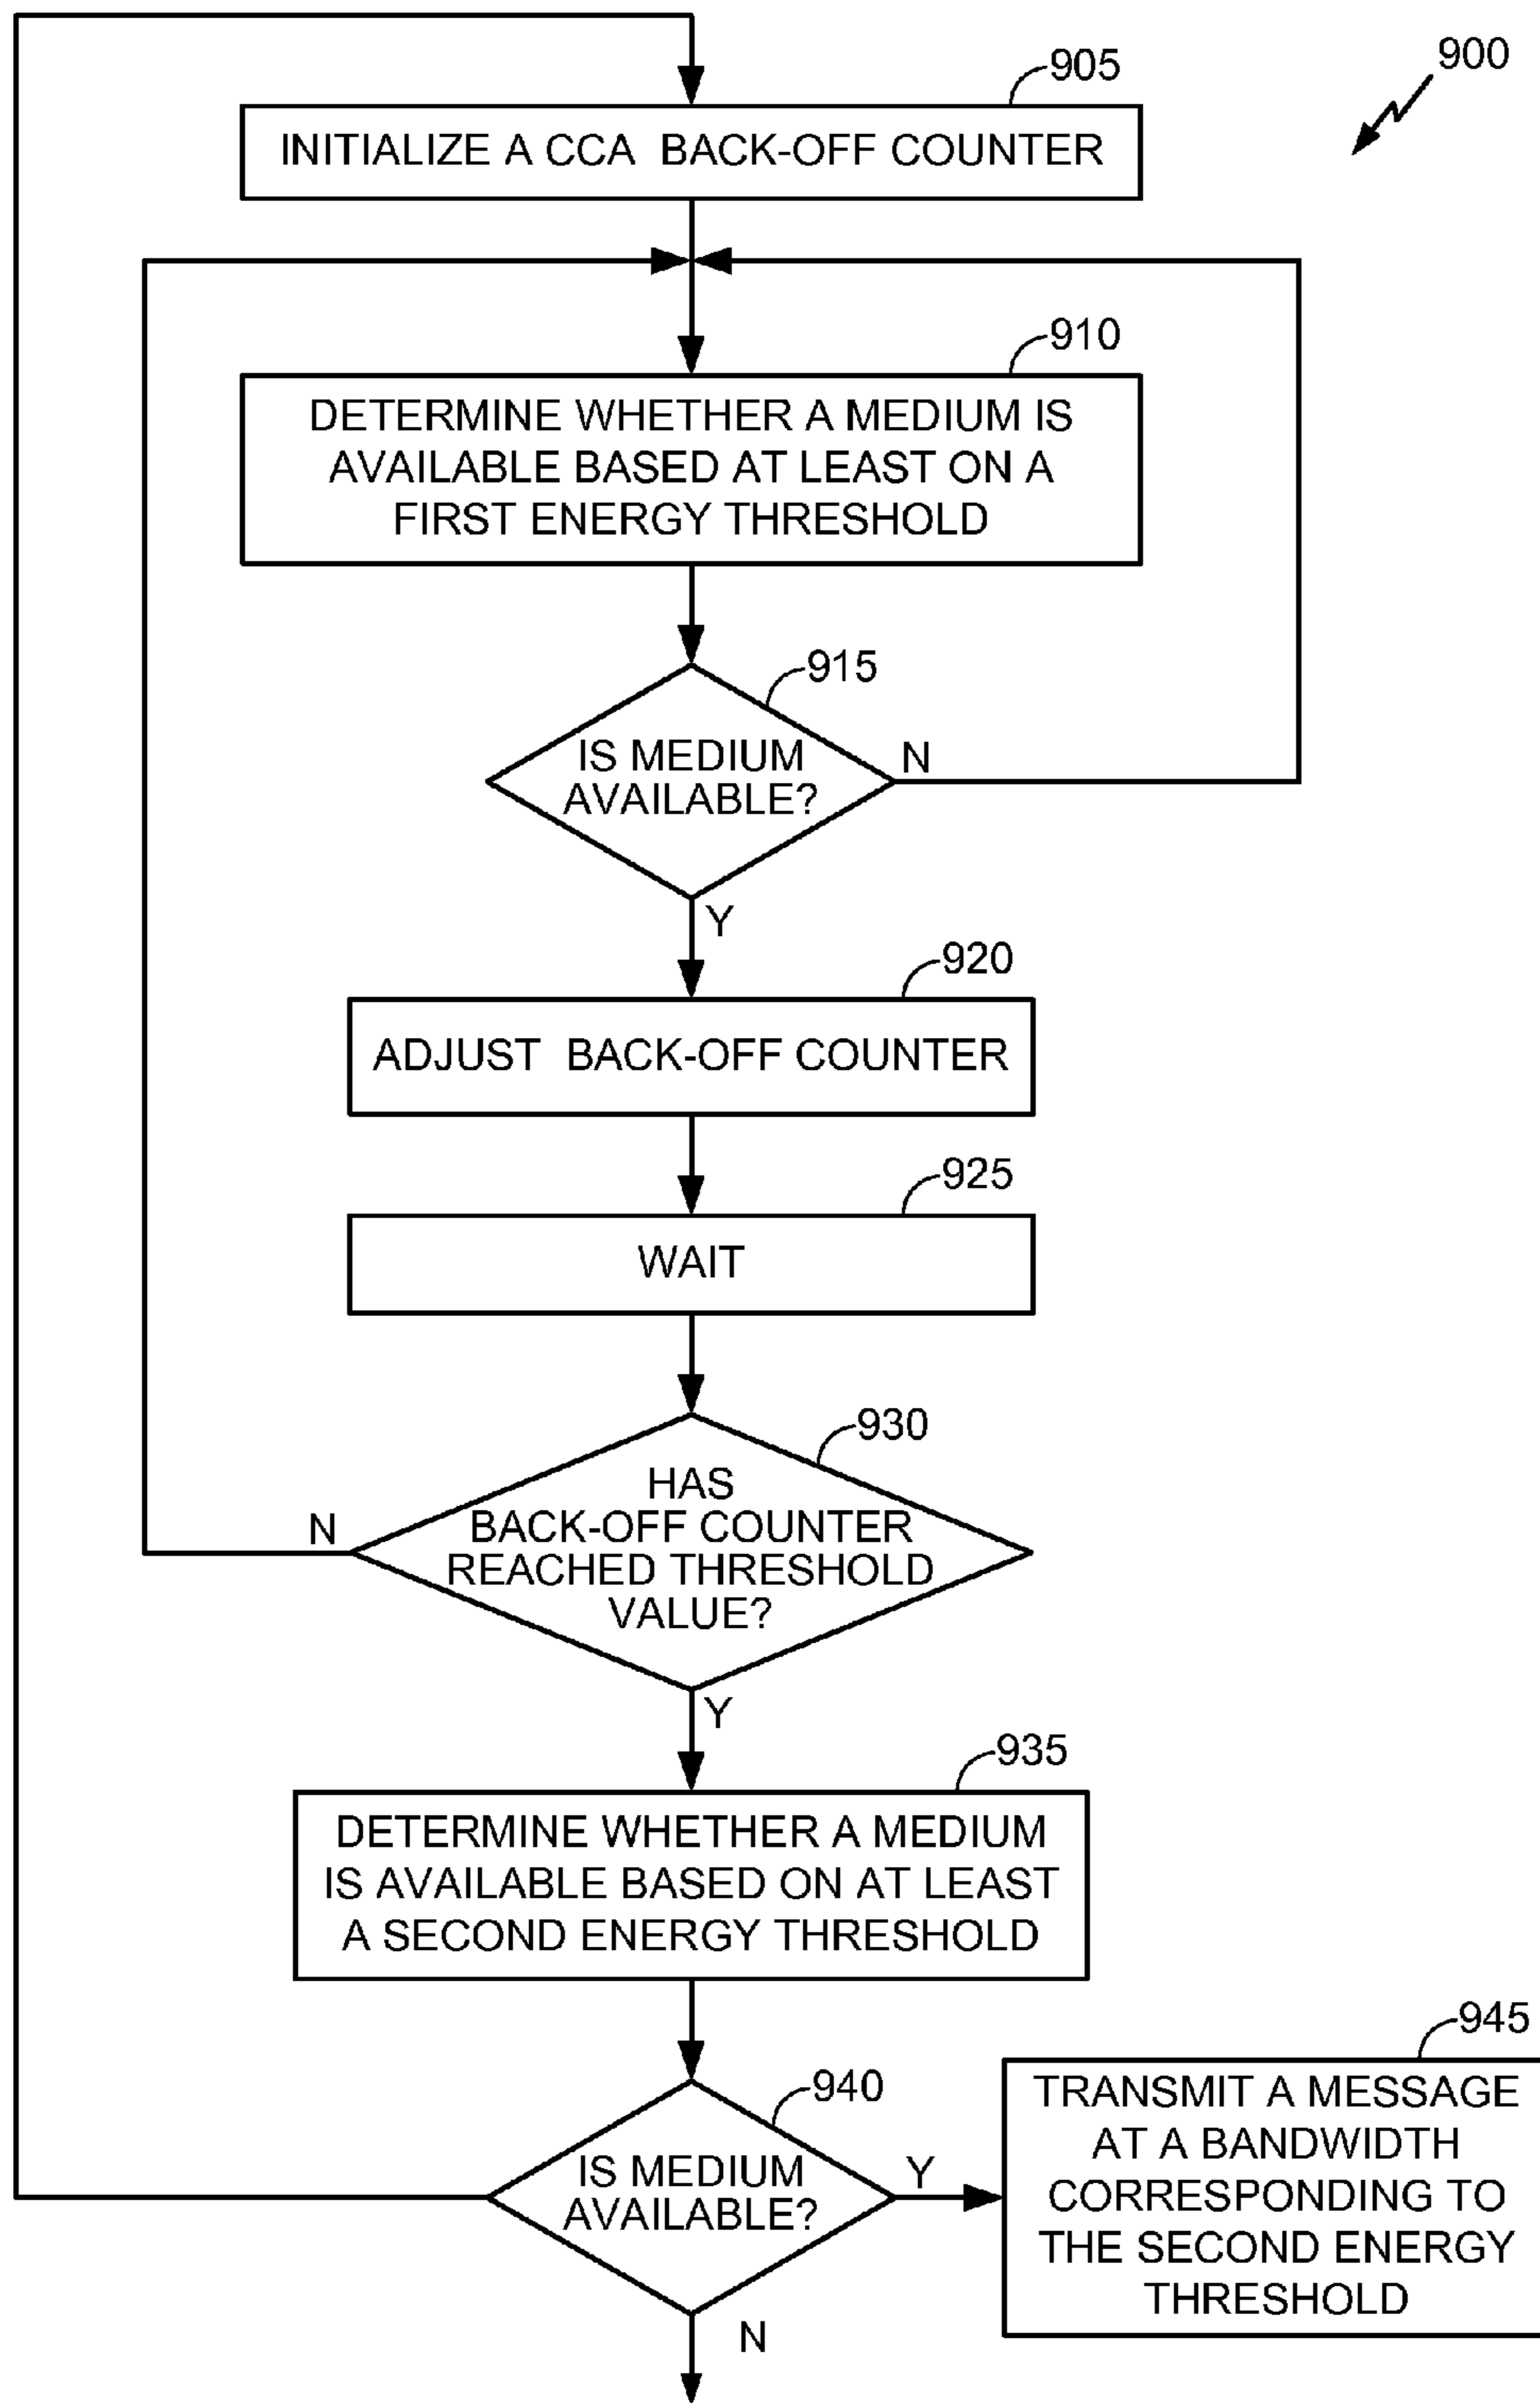 900
905
INITIALIZE A CCA BACK-OFF COUNTER
910
DETERMINE WHETHER A MEDIUM IS
AVAILABLE BASED AT LEAST ON A
FIRST ENERGY THRESHOLD
915
IS MEDIUM
AVAILABLE?
N
Y
920
ADJUST BACK-OFF COUNTER
925
WAIT
930
HAS
BACK-OFF COUNTER
REACHED THRESHOLD
VALUE?
N
Y
935
DETERMINE WHETHER A MEDIUM
IS AVAILABLE BASED ON AT LEAST
A SECOND ENERGY THRESHOLD
940
IS MEDIUM
AVAILABLE?
Y
N
945
TRANSMIT A MESSAGE
AT A BANDWIDTH
CORRESPONDING TO
THE SECOND ENERGY
THRESHOLD